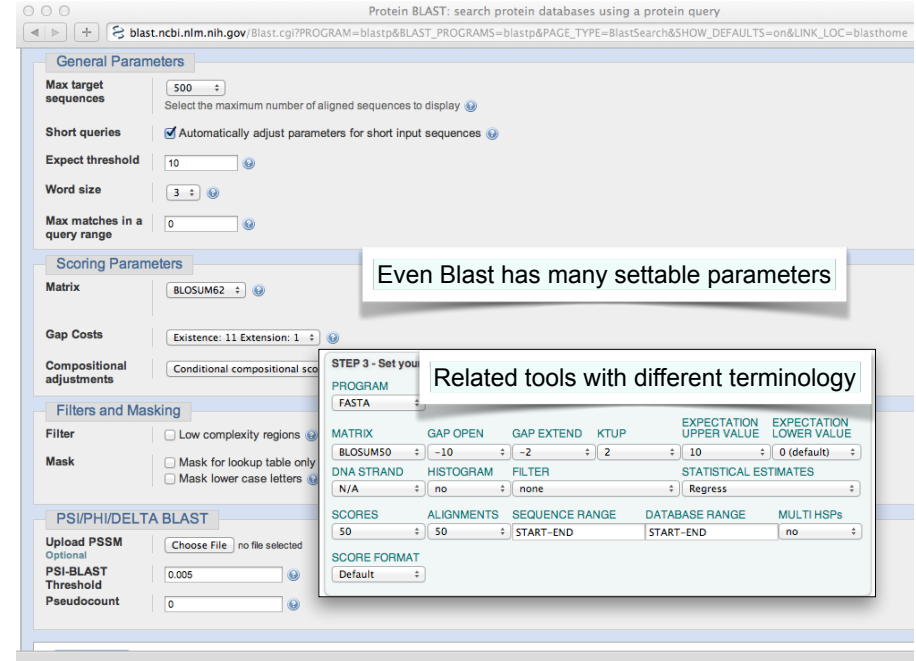 Protein BLAST: search protein databases using a protein query
blast.ncbi.nlm.nih.gov/Blast.cgi?PROGRAM=blastp&BLAST_PROGRAMS=blastp&PAGE_TYPE=BlastSearch&SHOW_DEFAULTS=on&LINK_LOC=blasthome
General Parameters
Max target
sequences
500
Select the maximum number of aligned sequences to display
Short queries
Automatically adjust parameters for short input sequences
Expect threshold
10
Word size
3
Max matches in a
query range
0
Scoring Parameters
Even Blast has many settable parameters
Matrix
BLOSUM62
Gap Costs
Existence: 11 Extension: 1
Compositional
adjustments
Conditional compositional sco
Filters and Masking
Filter
Low complexity regions
Mask
Mask for lookup table only
Mask lower case letters
PSI/PHI/DELTA BLAST
Upload PSSM
Optional
Choose File no file selected
PSI-BLAST
Threshold
0.005
Pseudocount
0
STEP 3 - Set your
Related tools with different terminology
PROGRAM
FASTA
MATRIX GAP OPEN GAP EXTEND KTUP EXPECTATION UPPER VALUE EXPECTATION LOWER VALUE
BLOSUM50 -10 -2 2 10 0 (default)
DNA STRAND HISTOGRAM FILTER STATISTICAL ESTIMATES
N/A no none Regress
SCORES ALIGNMENTS SEQUENCE RANGE DATABASE RANGE MULTI HSPs
50 50 START-END START-END no
SCORE FORMAT
Default